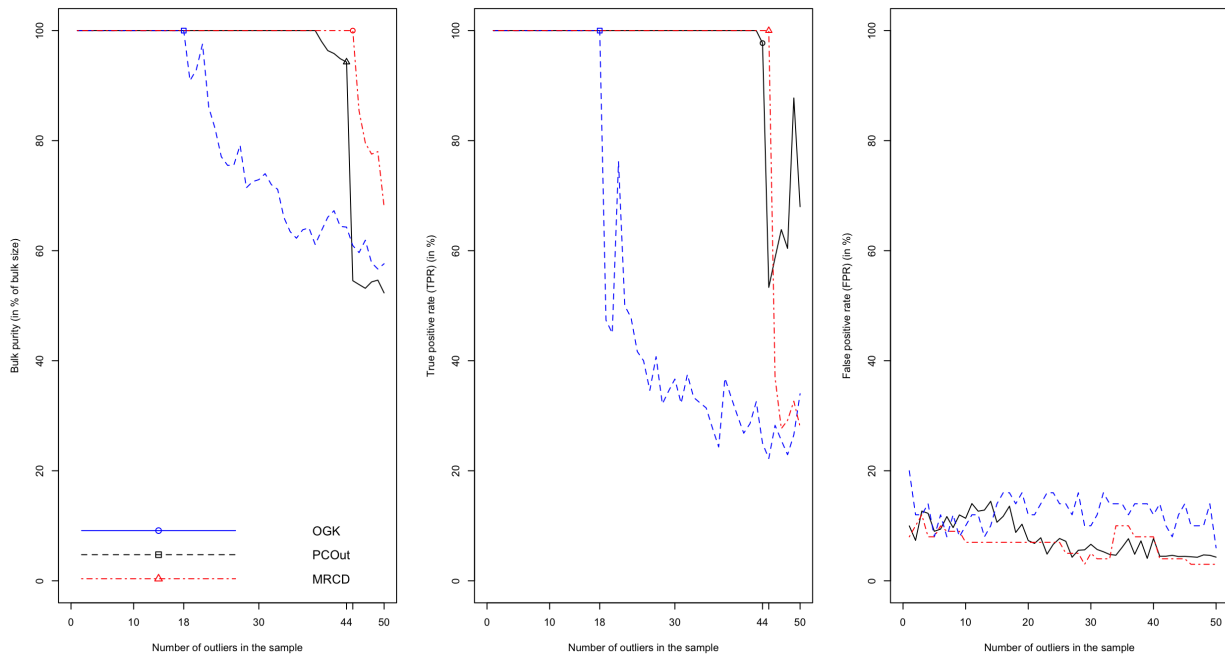 Bulk purity (in % of bulk size)
100
80
60
40
20
0
OGK
PCOut
MRCD
0 10 18 30 44 50
Number of outliers in the sample
True positive rate (TPR) (in %)
100
80
60
40
20
0
0 10 18 30 44 50
Number of outliers in the sample
False positive rate (FPR) (in %)
100
80
60
40
20
0
0 10 20 30 40 50
Number of outliers in the sample